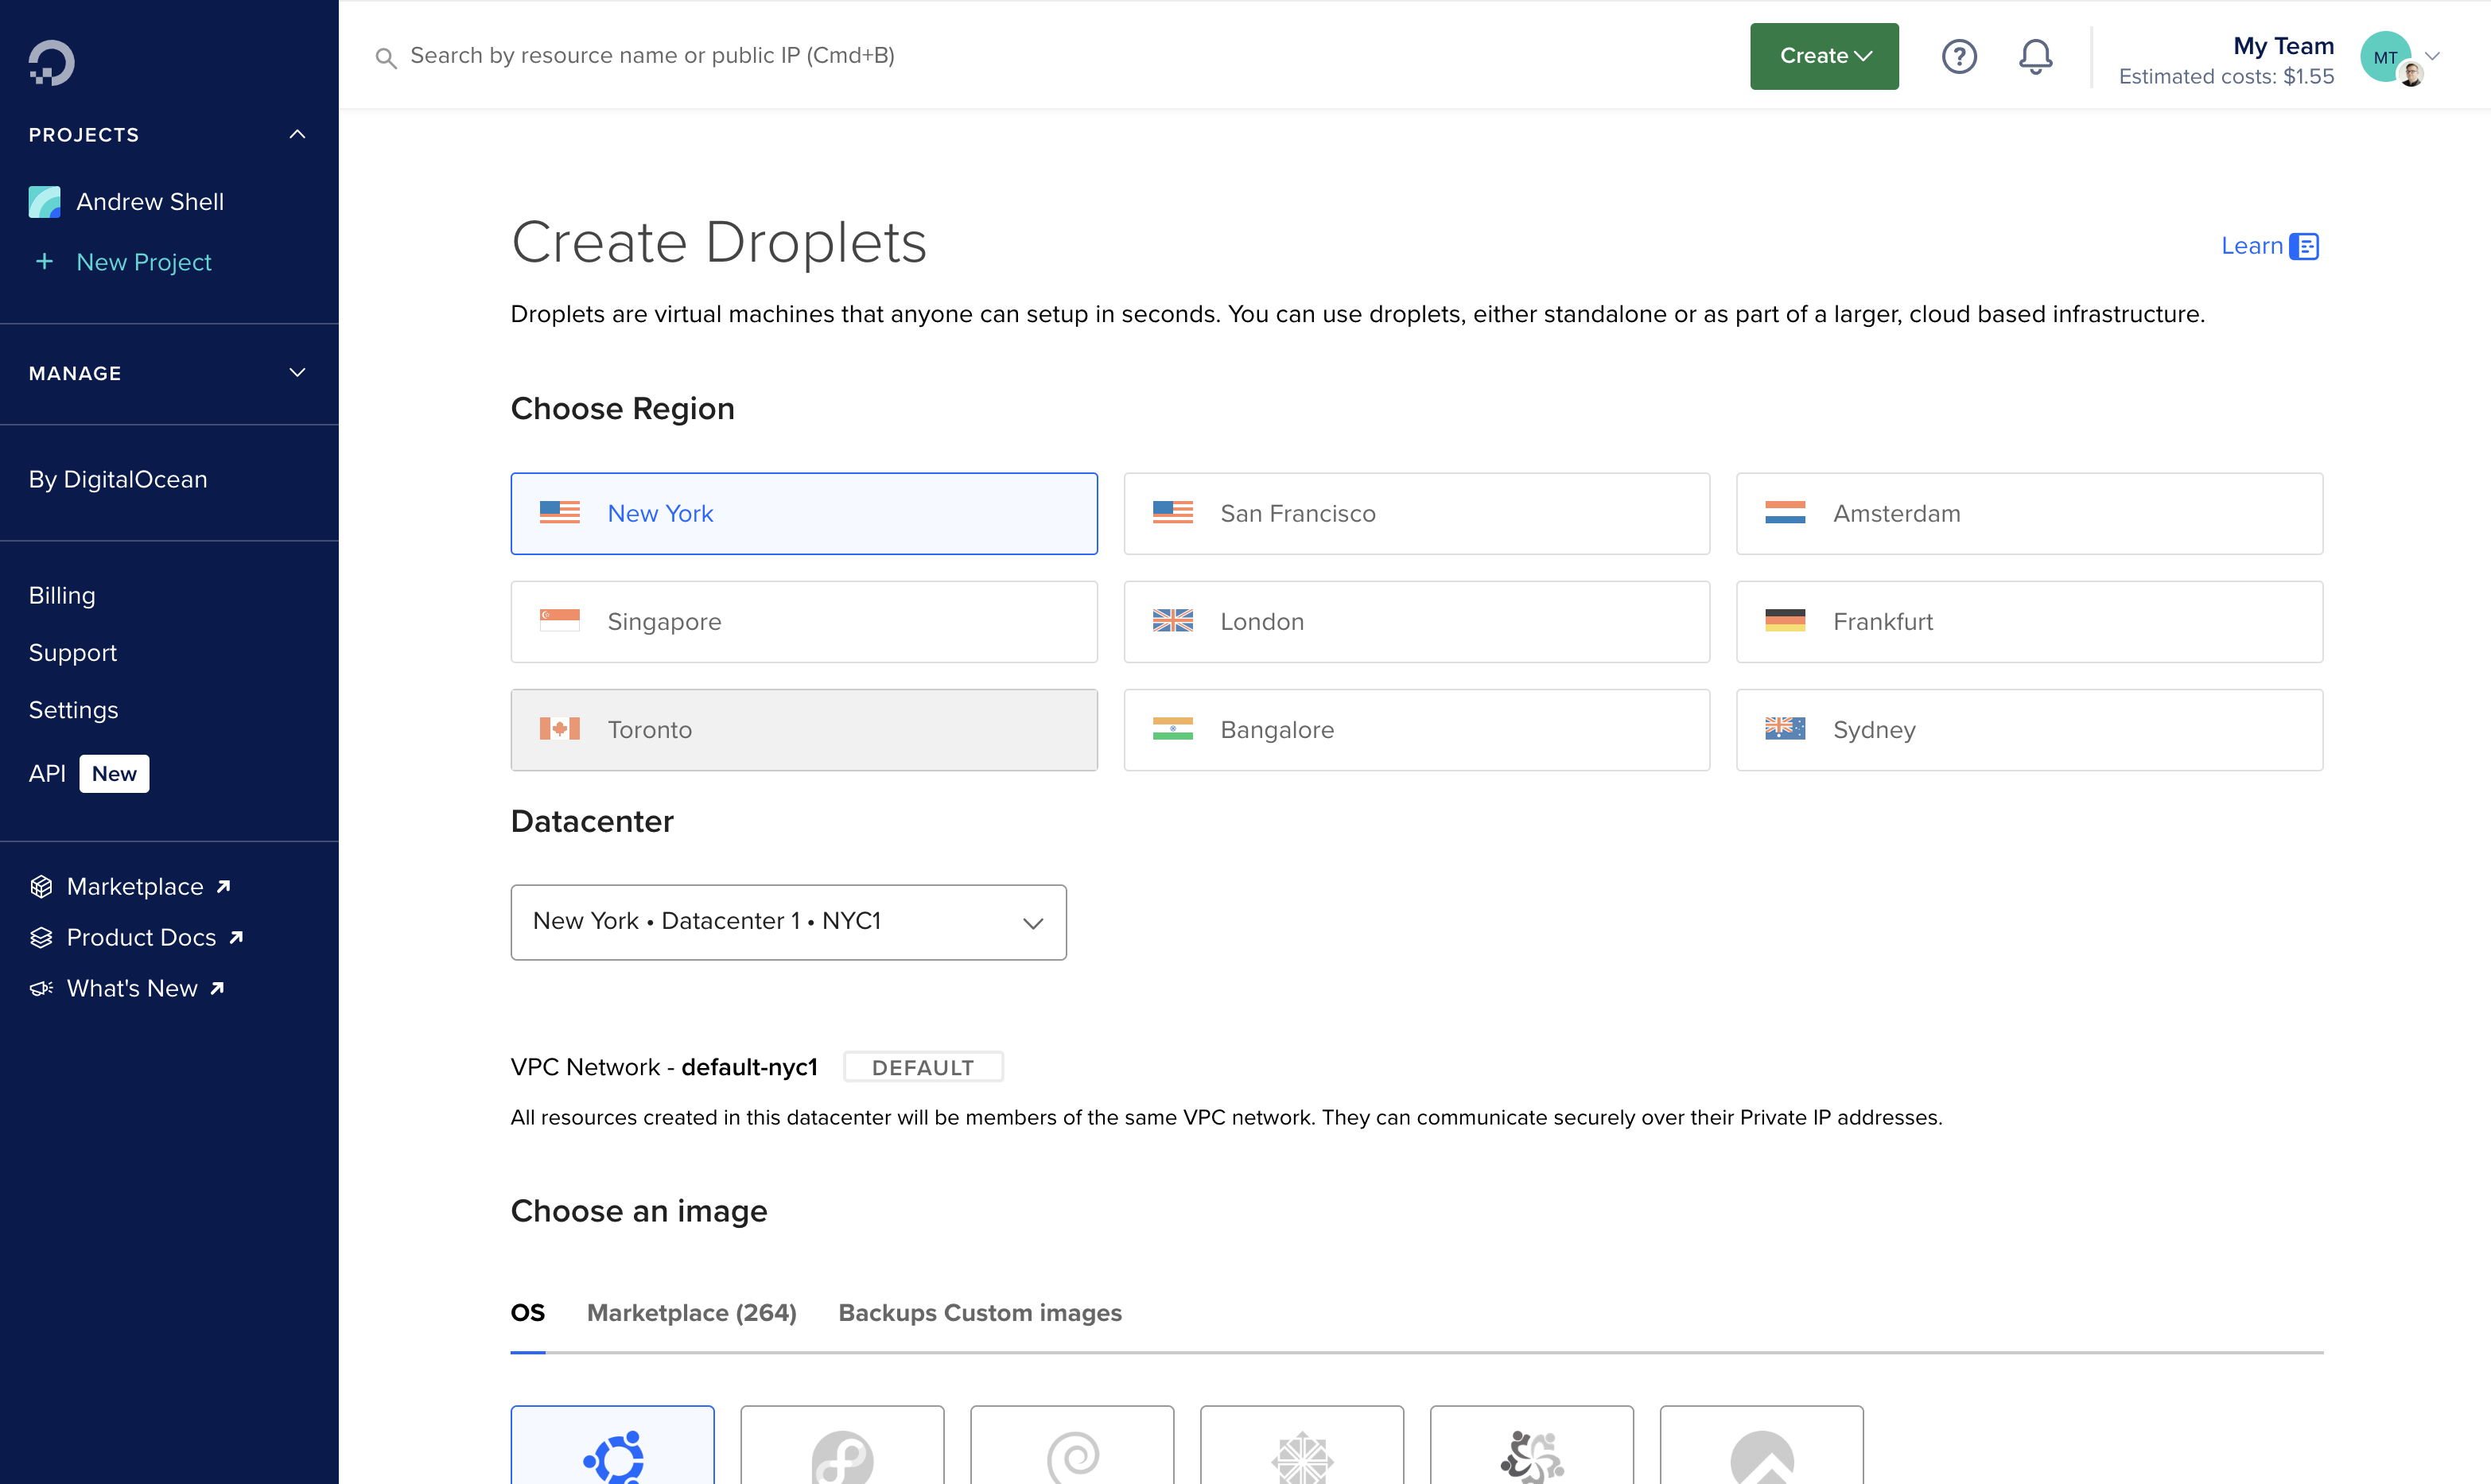 Search by resource name or public IP (Cmd+B)
Create
My Team
Estimated costs: $1.55
MT
PROJECTS
Andrew Shell
+ New Project
MANAGE
By DigitalOcean
Billing
Support
Settings
API New
Marketplace
Product Docs
What's New
Create Droplets
Learn
Droplets are virtual machines that anyone can setup in seconds. You can use droplets, either standalone or as part of a larger, cloud based infrastructure.
Choose Region
New York
San Francisco
Amsterdam
Singapore
London
Frankfurt
Toronto
Bangalore
Sydney
Datacenter
New York • Datacenter 1 • NYC1
VPC Network - default-nyc1 DEFAULT
All resources created in this datacenter will be members of the same VPC network. They can communicate securely over their Private IP addresses.
Choose an image
OS Marketplace (264) Backups Custom images